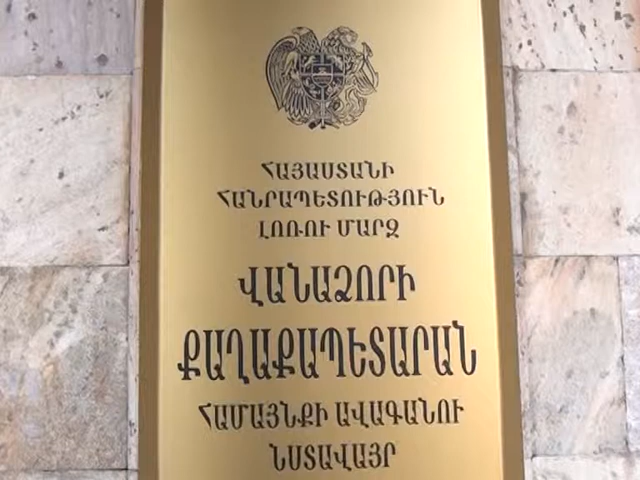 ՀԱՅԱՍՏԱՆԻ
ՀԱՆՐԱՊԵՏՈՒԹՅՈՒՆ
ԼՈՌՈՒ ՄԱՐԶ
ՎԱՆԱՁՈՐԻ
ՔԱՂԱՔԱՊԵՏԱՐԱՆ
ՀԱՄԱՅՆՔԻ ԱՎԱԳԱՆՈՒ
ՆՍՏԱՎԱՅՐ